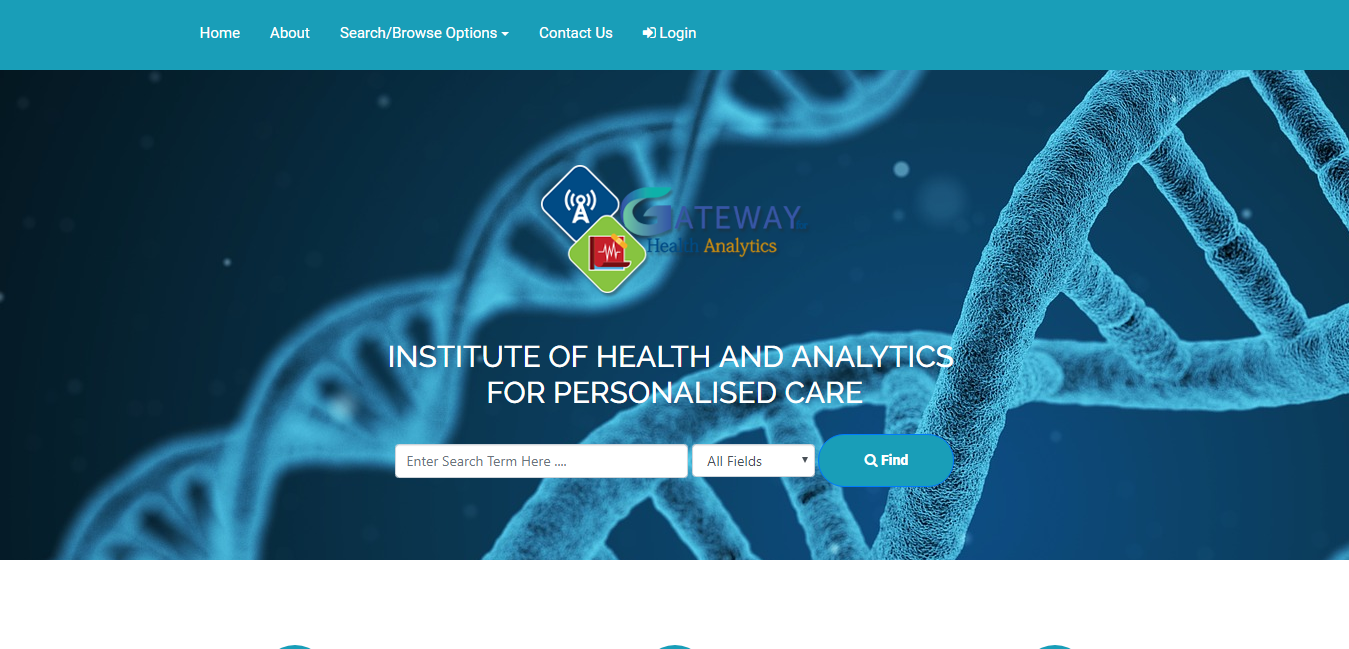 Home About Search/Browse Options Contact Us Login
GATEWAY
Health Analytics
INSTITUTE OF HEALTH AND ANALYTICS
FOR PERSONALISED CARE
Enter Search Term Here .... All Fields Find